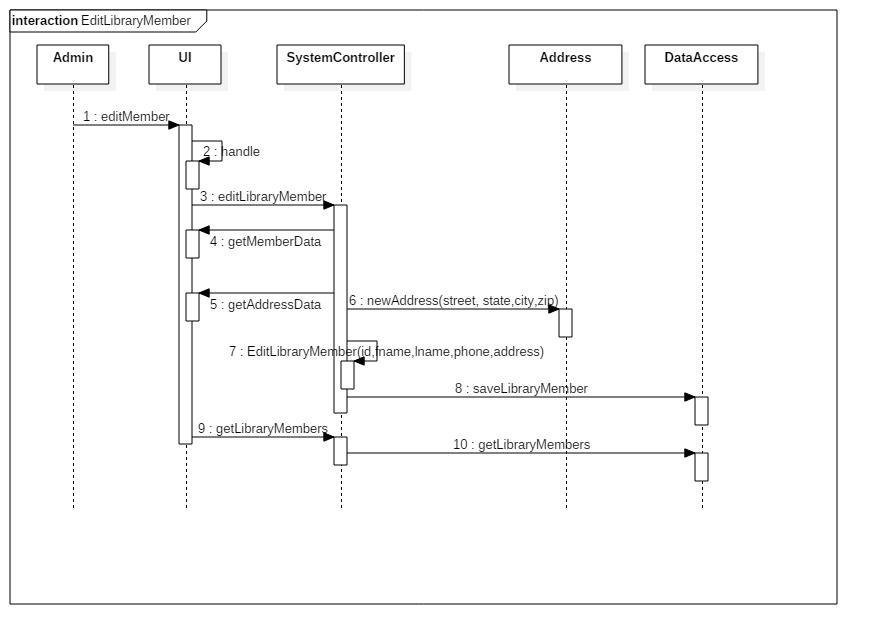 interaction EditLibraryMember
Admin
UI
SystemController
Address
DataAccess
1 : editMember
2 : handle
3 : editLibraryMember
4 : getMemberData
5 : getAddressData
6 : newAddress(street, state,city,zip)
7 : EditLibraryMember(id,fname,lname,phone,address)
8 : saveLibraryMember
9 : getLibraryMembers
10 : getLibraryMembers